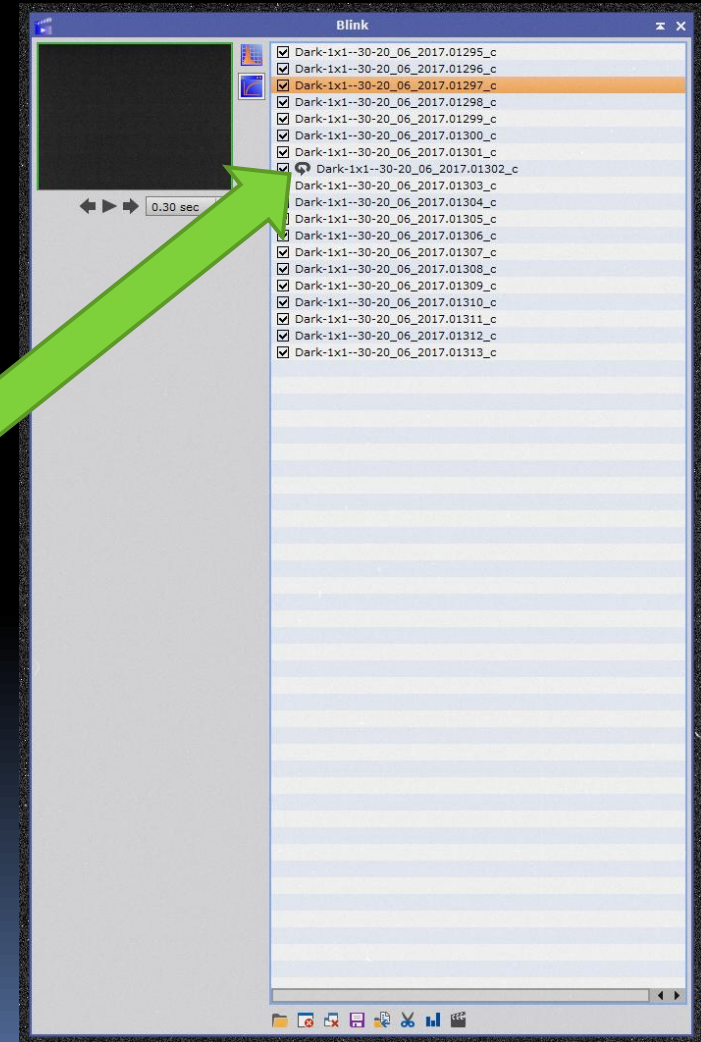 Blink
Dark-1x1--30-20_06_2017.01295_c
Dark-1x1--30-20_06_2017.01296_c
Dark-1x1--30-20_06_2017.01297_c
Dark-1x1--30-20_06_2017.01298_c
Dark-1x1--30-20_06_2017.01299_c
Dark-1x1--30-20_06_2017.01300_c
Dark-1x1--30-20_06_2017.01301_c
Dark-1x1--30-20_06_2017.01302_c
Dark-1x1--30-20_06_2017.01303_c
Dark-1x1--30-20_06_2017.01304_c
Dark-1x1--30-20_06_2017.01305_c
Dark-1x1--30-20_06_2017.01306_c
Dark-1x1--30-20_06_2017.01307_c
Dark-1x1--30-20_06_2017.01308_c
Dark-1x1--30-20_06_2017.01309_c
Dark-1x1--30-20_06_2017.01310_c
Dark-1x1--30-20_06_2017.01311_c
Dark-1x1--30-20_06_2017.01312_c
Dark-1x1--30-20_06_2017.01313_c
0.30 sec